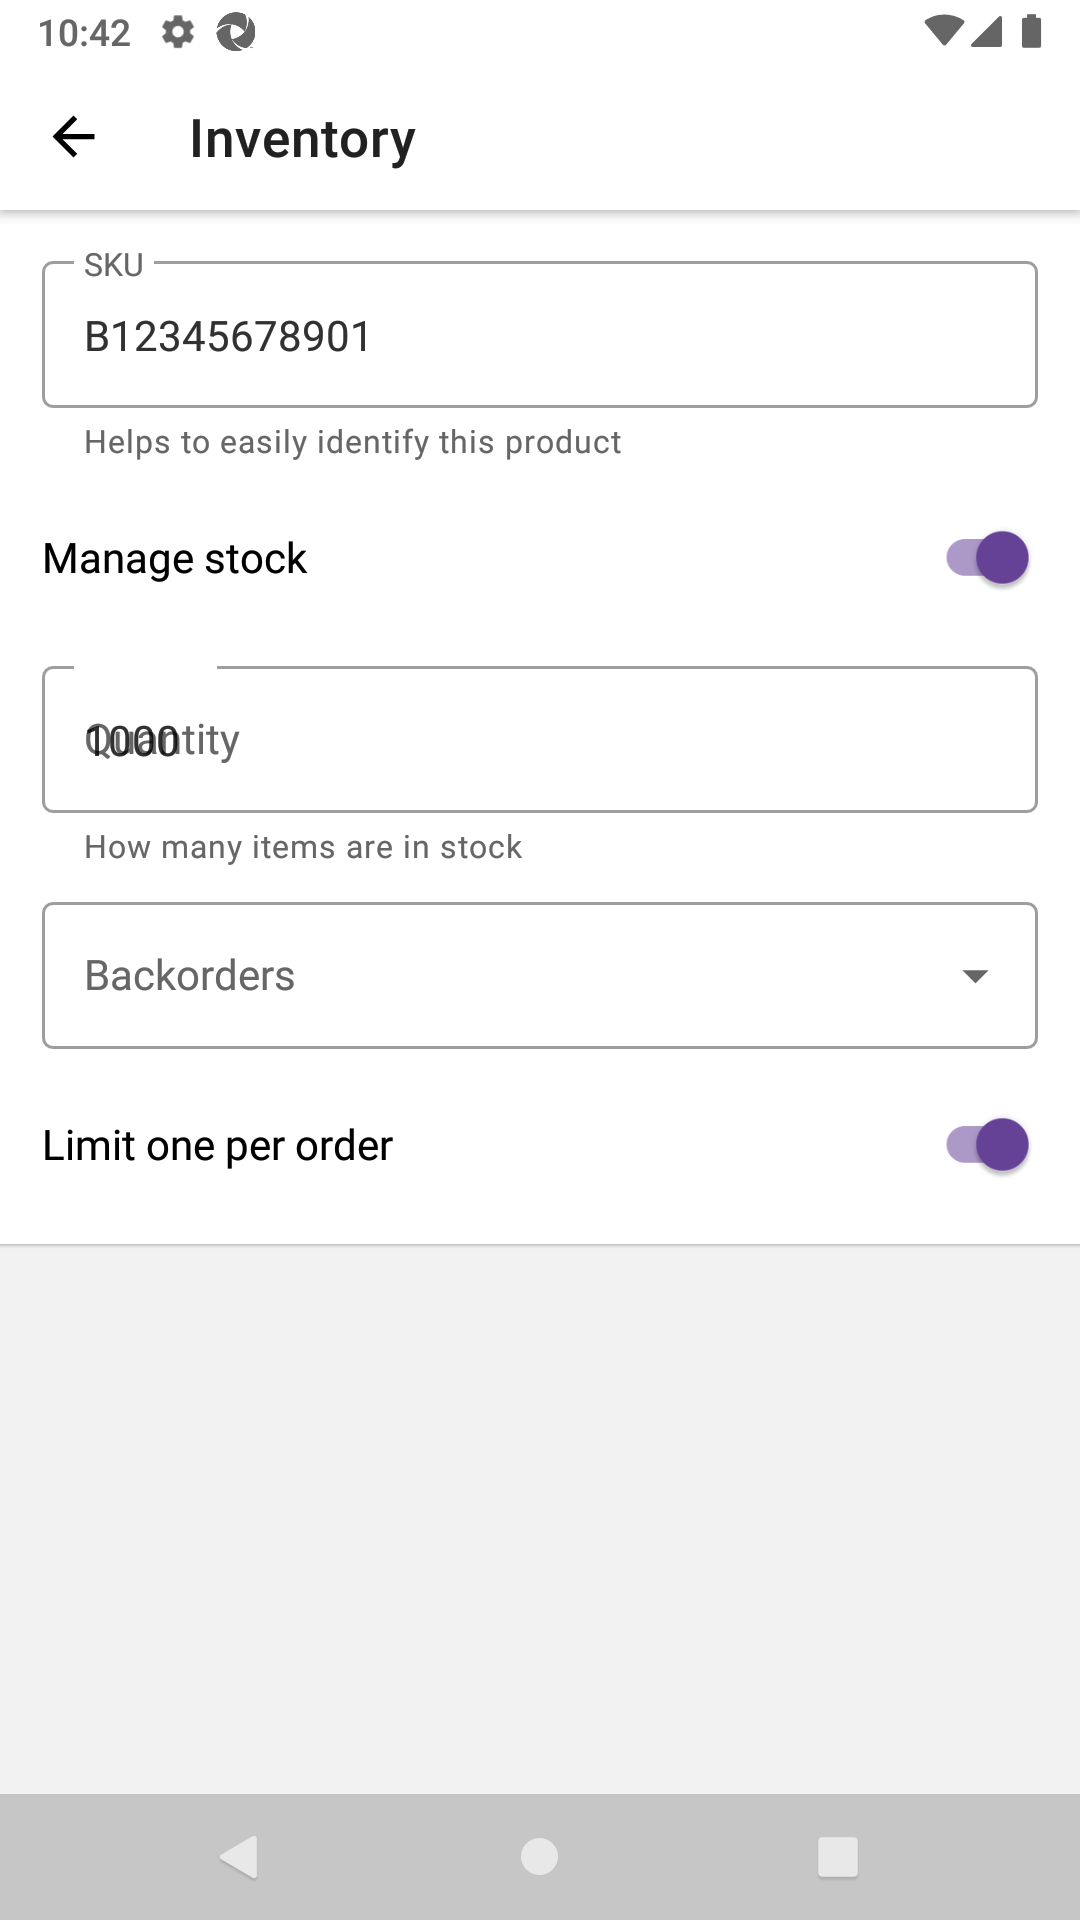 10:42
Inventory
SKU
B12345678901
Helps to easily identify this product
Manage stock
Quantity
1000
How many items are in stock
Backorders
Limit one per order